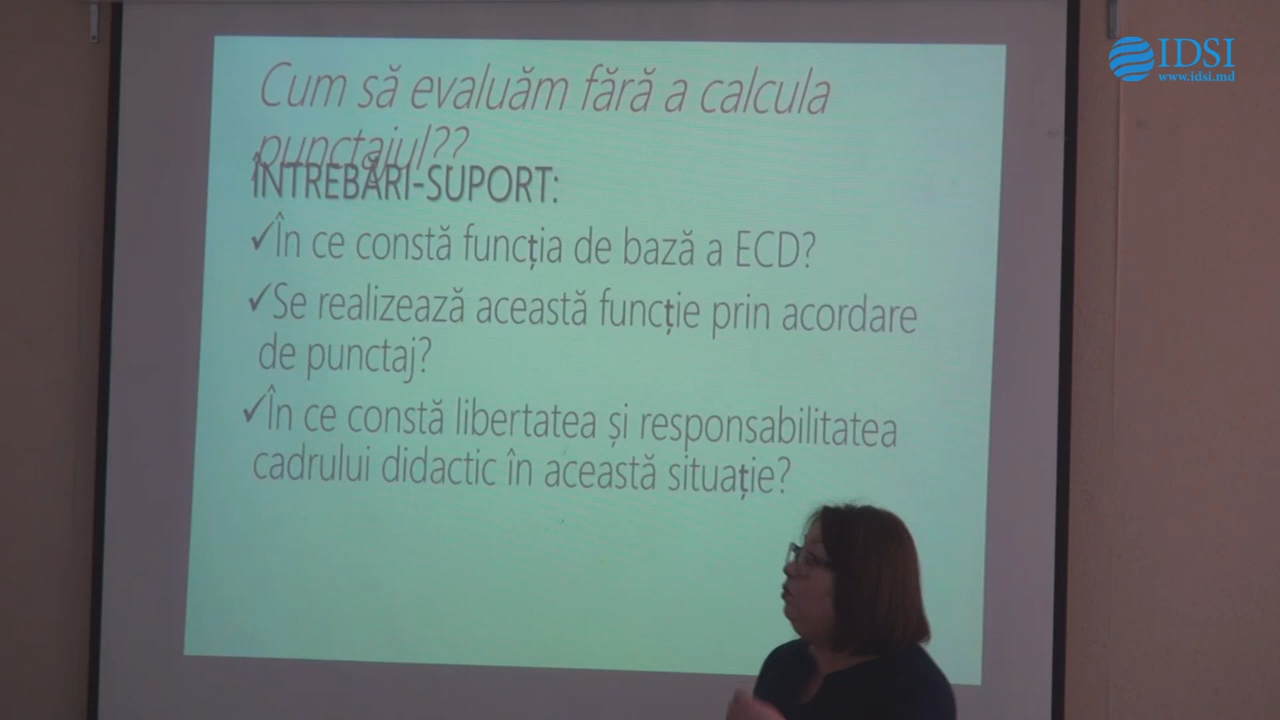 IDSI
www.idsi.md
Cum să evaluăm fără a calcula
punctajul??
ÎNTREBĂRI-SUPORT:
✓În ce constă funcția de bază a ECD?
✓Se realizează această funcție prin acordare
de punctaj?
✓În ce constă libertatea și responsabilitatea
cadrului didactic în această situație?